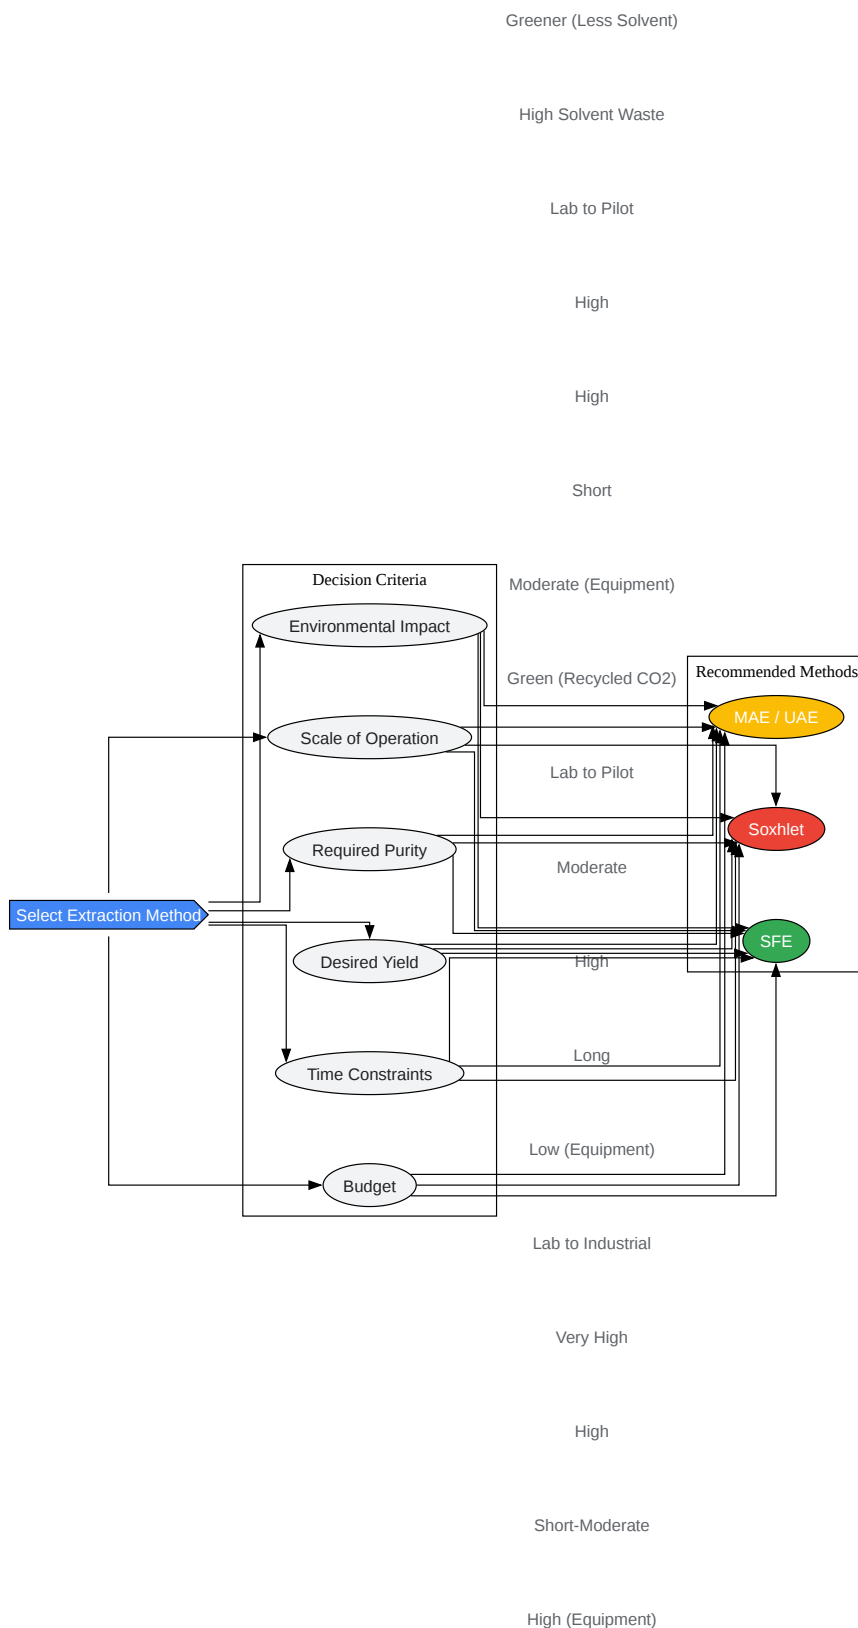 Greener (Less Solvent)
High Solvent Waste
Lab to Pilot
High
High
Short
Moderate (Equipment)
Decision Criteria
Environmental Impact
Green (Recycled CO2)
Recommended Methods
MAE / UAE
Scale of Operation
Lab to Pilot
Soxhlet
Required Purity
Moderate
Select Extraction Method
SFE
Desired Yield
High
Long
Time Constraints
Low (Equipment)
Budget
Lab to Industrial
Very High
High
Short-Moderate
High (Equipment)